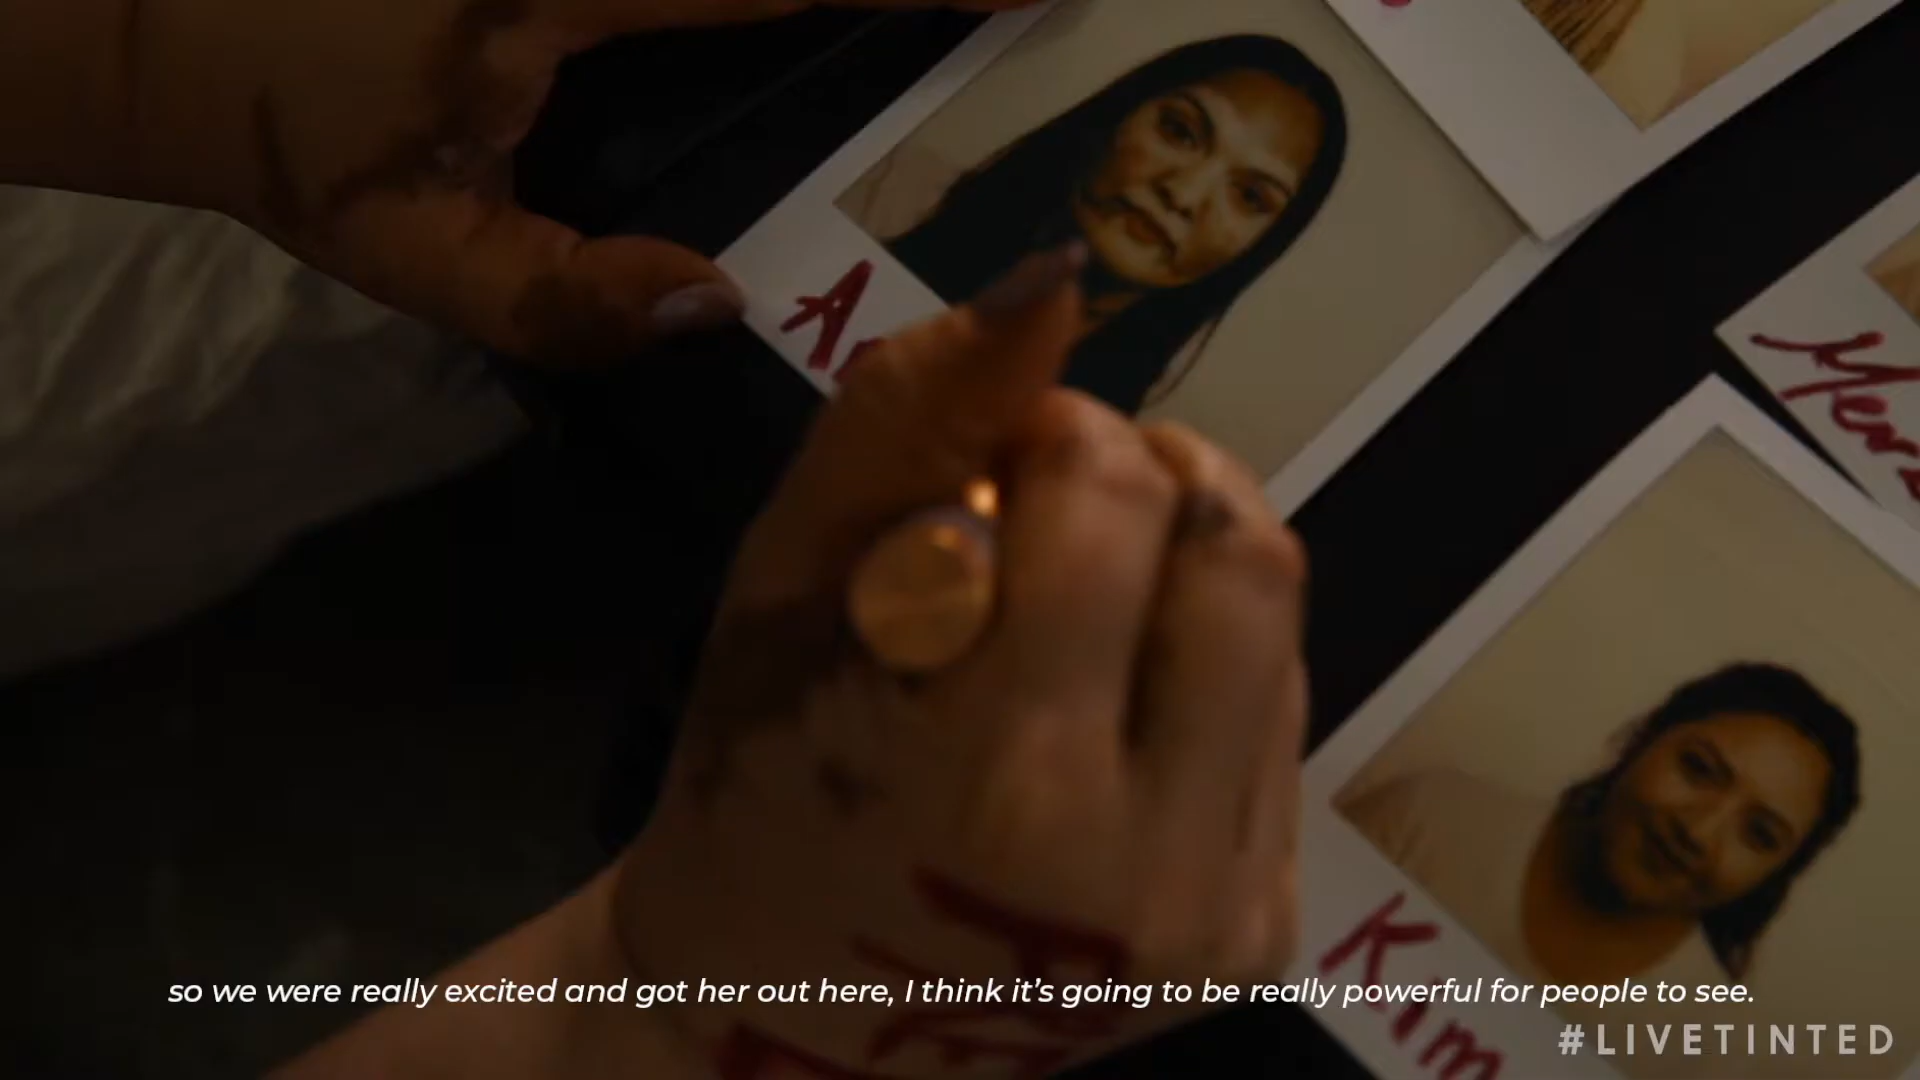 Kim
so we were really excited and got her out here, I think it's going to be really powerful for people to see.
#LIVETINTED